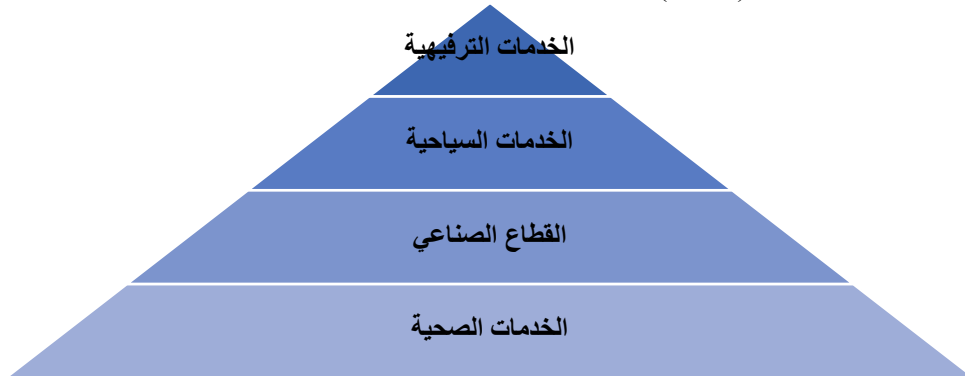 الخدمات الترفيهية
الخدمات السياحية
القطاع الصناعي
الخدمات الصحية